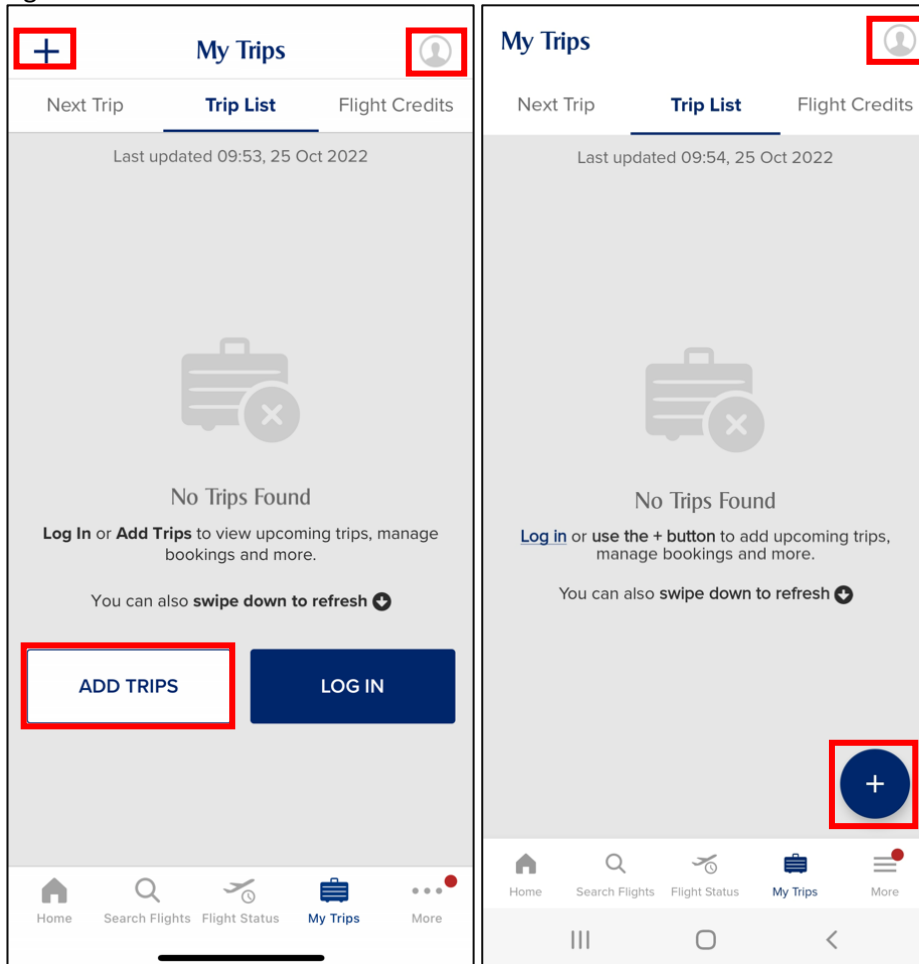 + My Trips
Next Trip Trip List Flight Credits
Last updated 09:53, 25 Oct 2022
No Trips Found
Log In or Add Trips to view upcoming trips, manage
bookings and more.
You can also swipe down to refresh
ADD TRIPS LOG IN
Home Search Flights Flight Status My Trips More
My Trips
Next Trip Trip List Flight Credits
Last updated 09:54, 25 Oct 2022
No Trips Found
Log in or use the + button to add upcoming trips,
manage bookings and more.
You can also swipe down to refresh
+
Home Search Flights Flight Status My Trips More